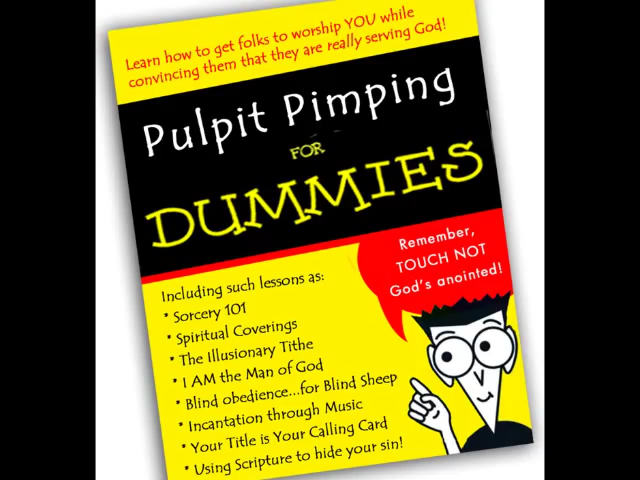 Learn how to get folks to worship YOU while
convincing them that they are really serving God!
Pulpit Pimping
FOR
DUMMIES
Remember,
TOUCH NOT
God's anointed!
Including such lessons as:
* Sorcery 101
* Spiritual Coverings
* The Illusionary Tithe
* I AM the Man of God
* Blind obedience...for Blind Sheep
* Incantation through Music
* Your Title is Your Calling Card
* Using Scripture to hide your sin!